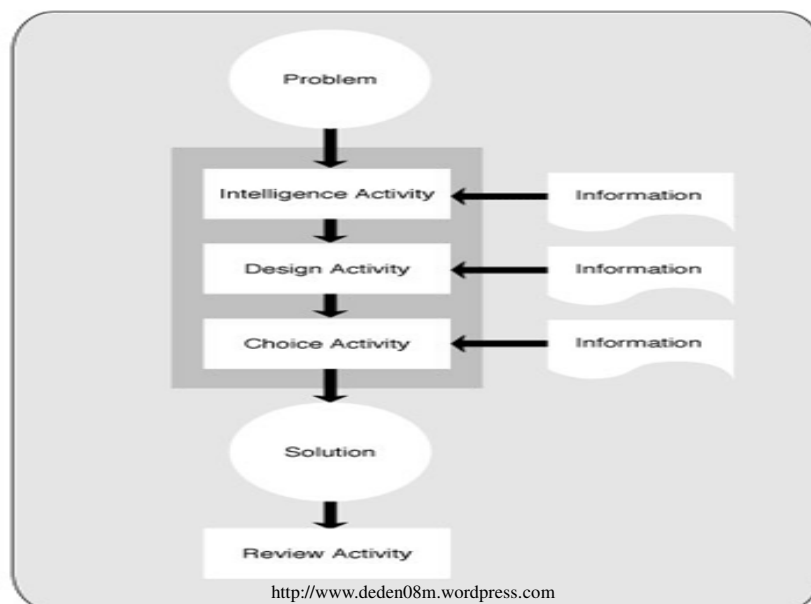 Problem
Intelligence Activity
Information
Design Activity
Information
Choice Activity
Information
Solution
Review Activity
http://www.deden08m.wordpress.com